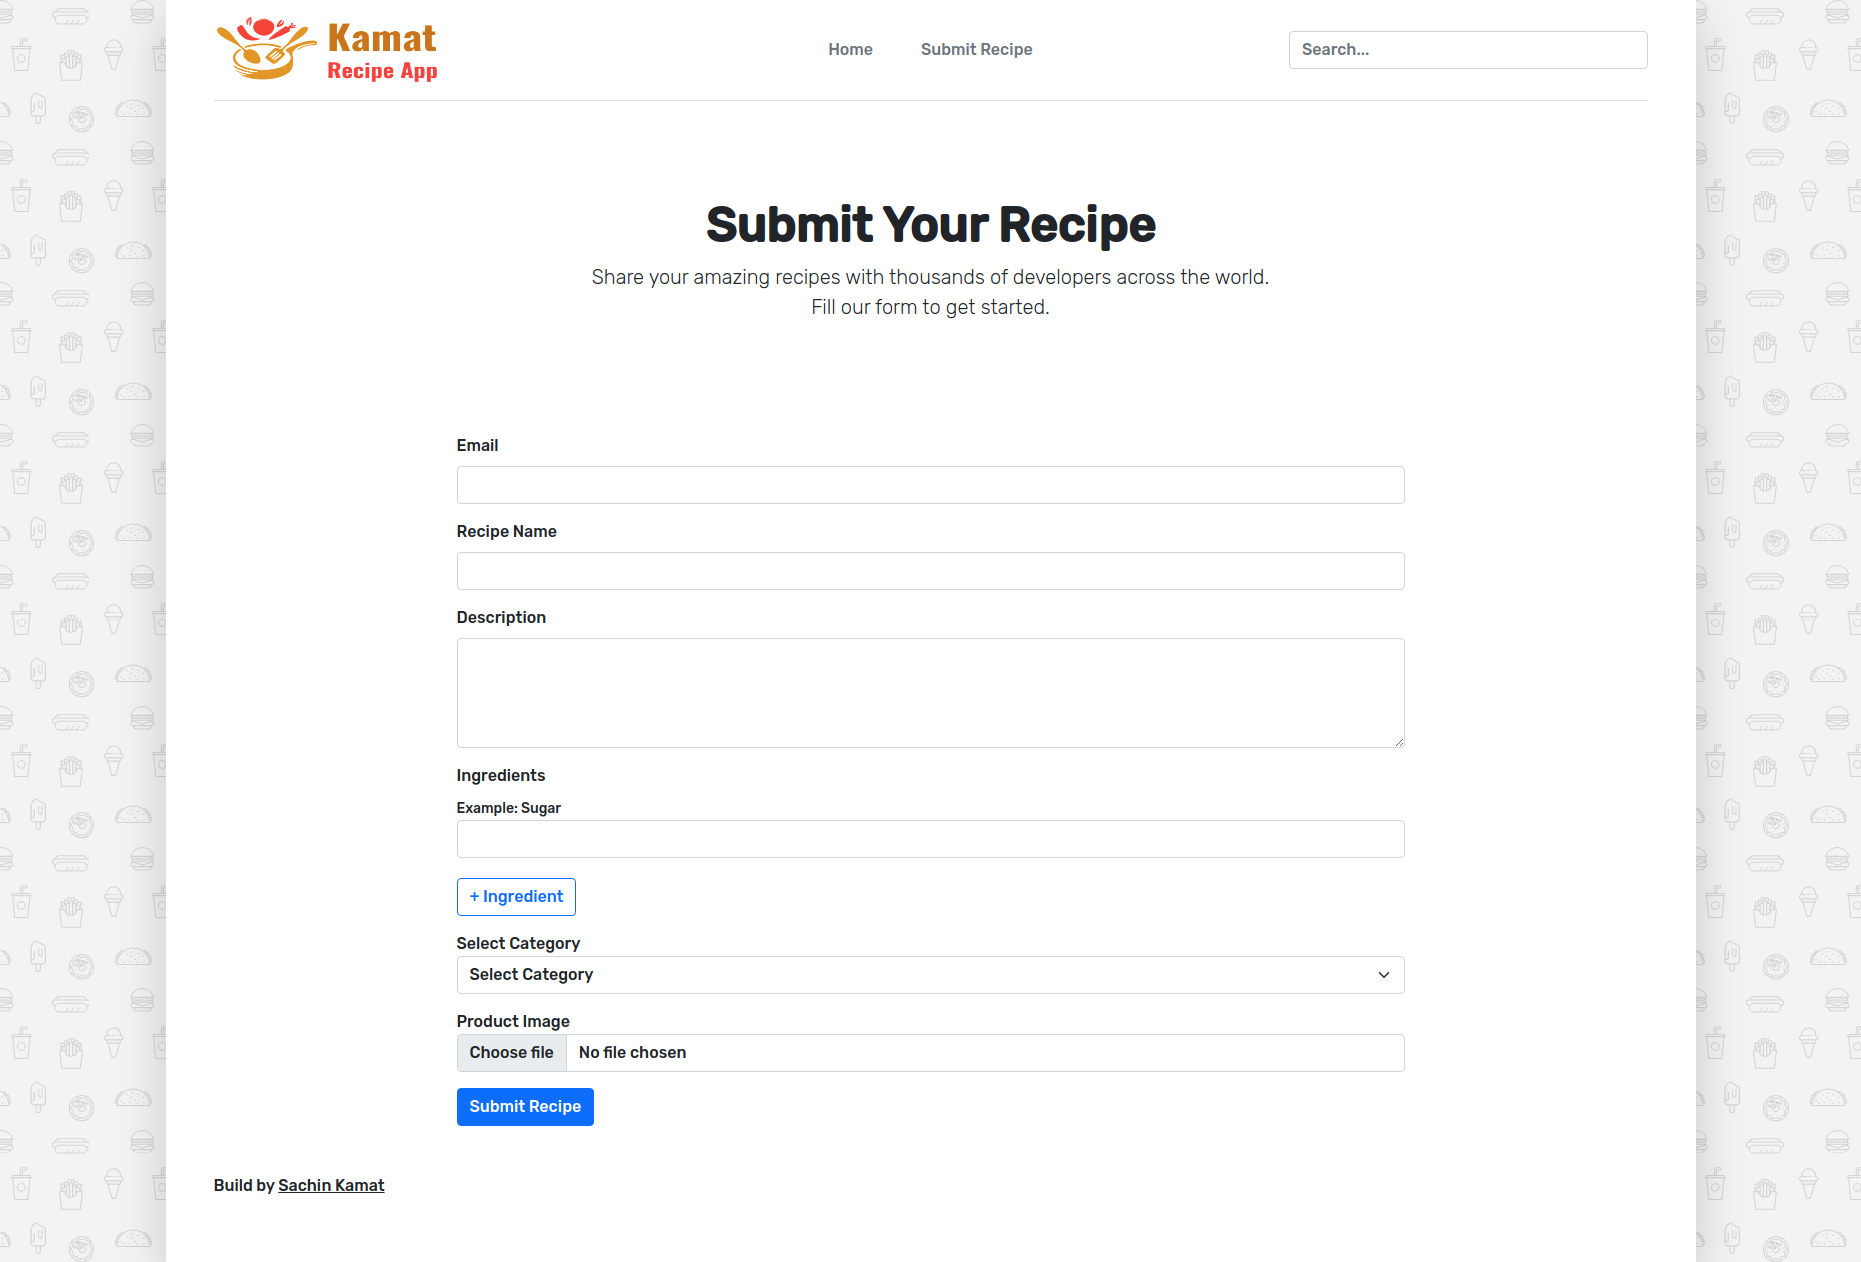 Kamat
Recipe App
Home
Submit Recipe
Search...
Submit Your Recipe
Share your amazing recipes with thousands of developers across the world.
Fill our form to get started.
Email
Recipe Name
Description
Ingredients
Example: Sugar
+ Ingredient
Select Category
Select Category
Product Image
Choose file
No file chosen
Submit Recipe
Build by Sachin Kamat